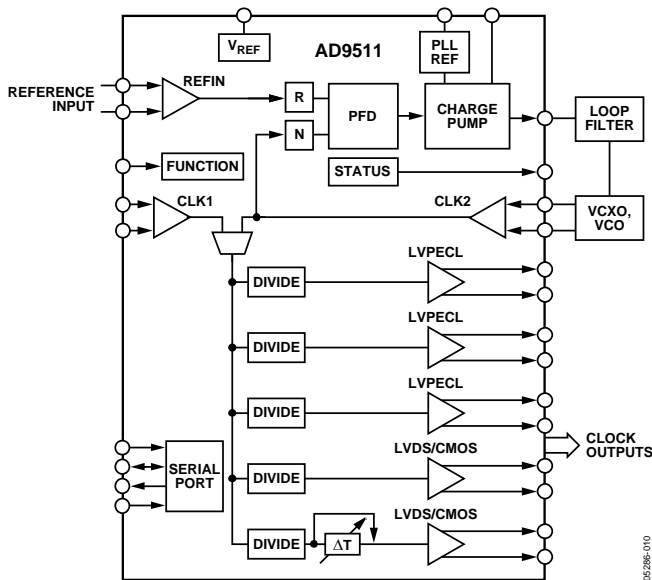 VREF
AD9511
PLL
REF
REFERENCE
INPUT
REFIN
R
N
PFD
CHARGE
PUMP
LOOP
FILTER
FUNCTION
STATUS
CLK1
CLK2
VCXO,
VCO
LVPECL
DIVIDE
LVPECL
DIVIDE
LVPECL
DIVIDE
CLOCK
OUTPUTS
SERIAL
PORT
LVDS/CMOS
DIVIDE
LVDS/CMOS
DIVIDE
ΔT
05286-010